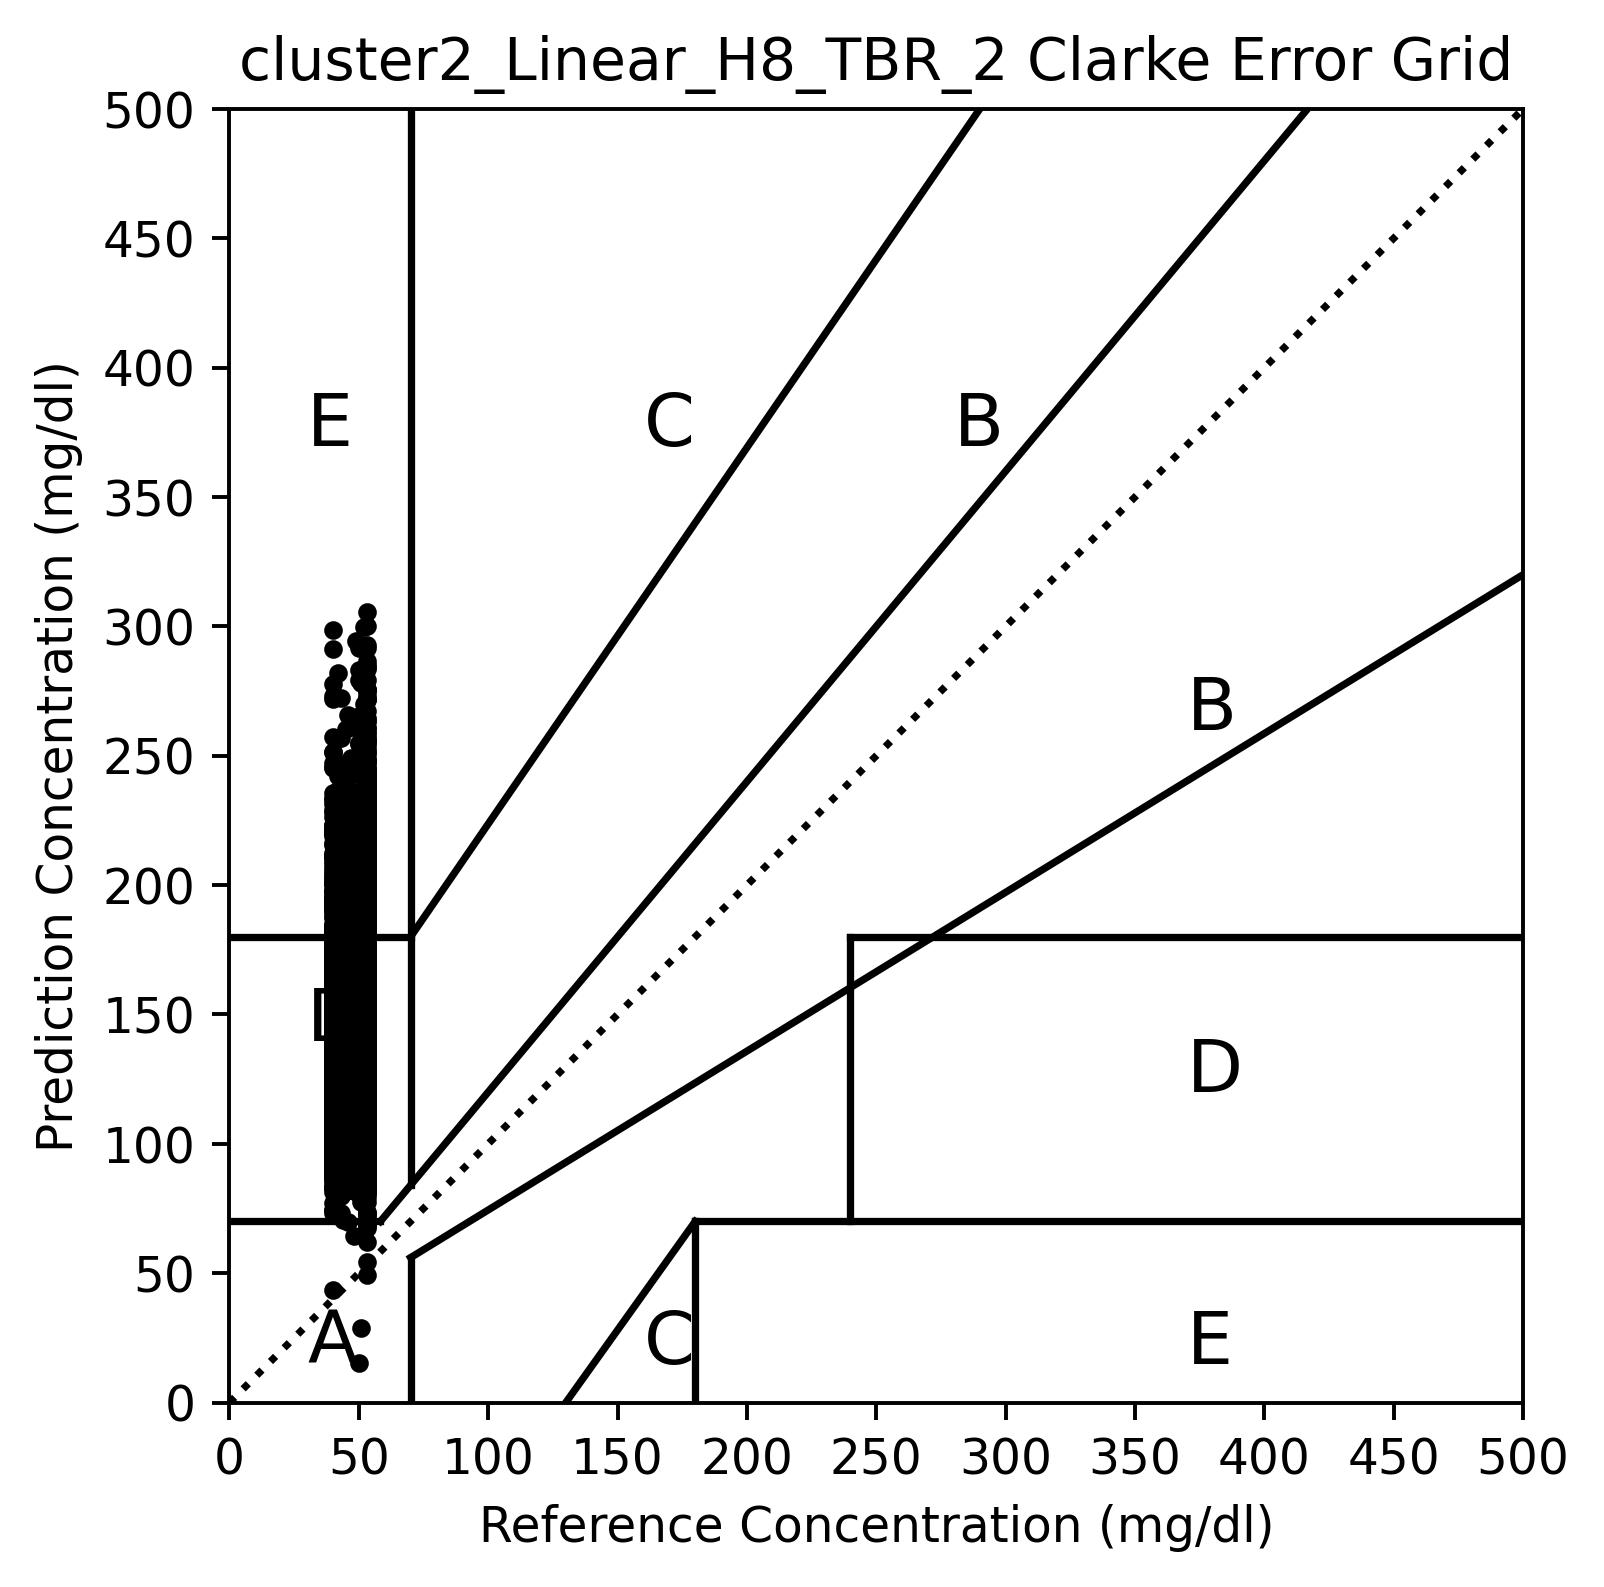 cluster2_Linear_H8_TBR_2 Clarke Error Grid
500
450
400
350
300
250
200
150
100
50
0
Prediction Concentration (mg/dl)
E
C
B
B
D
A
C
E
0 50 100 150 200 250 300 350 400 450 500
Reference Concentration (mg/dl)